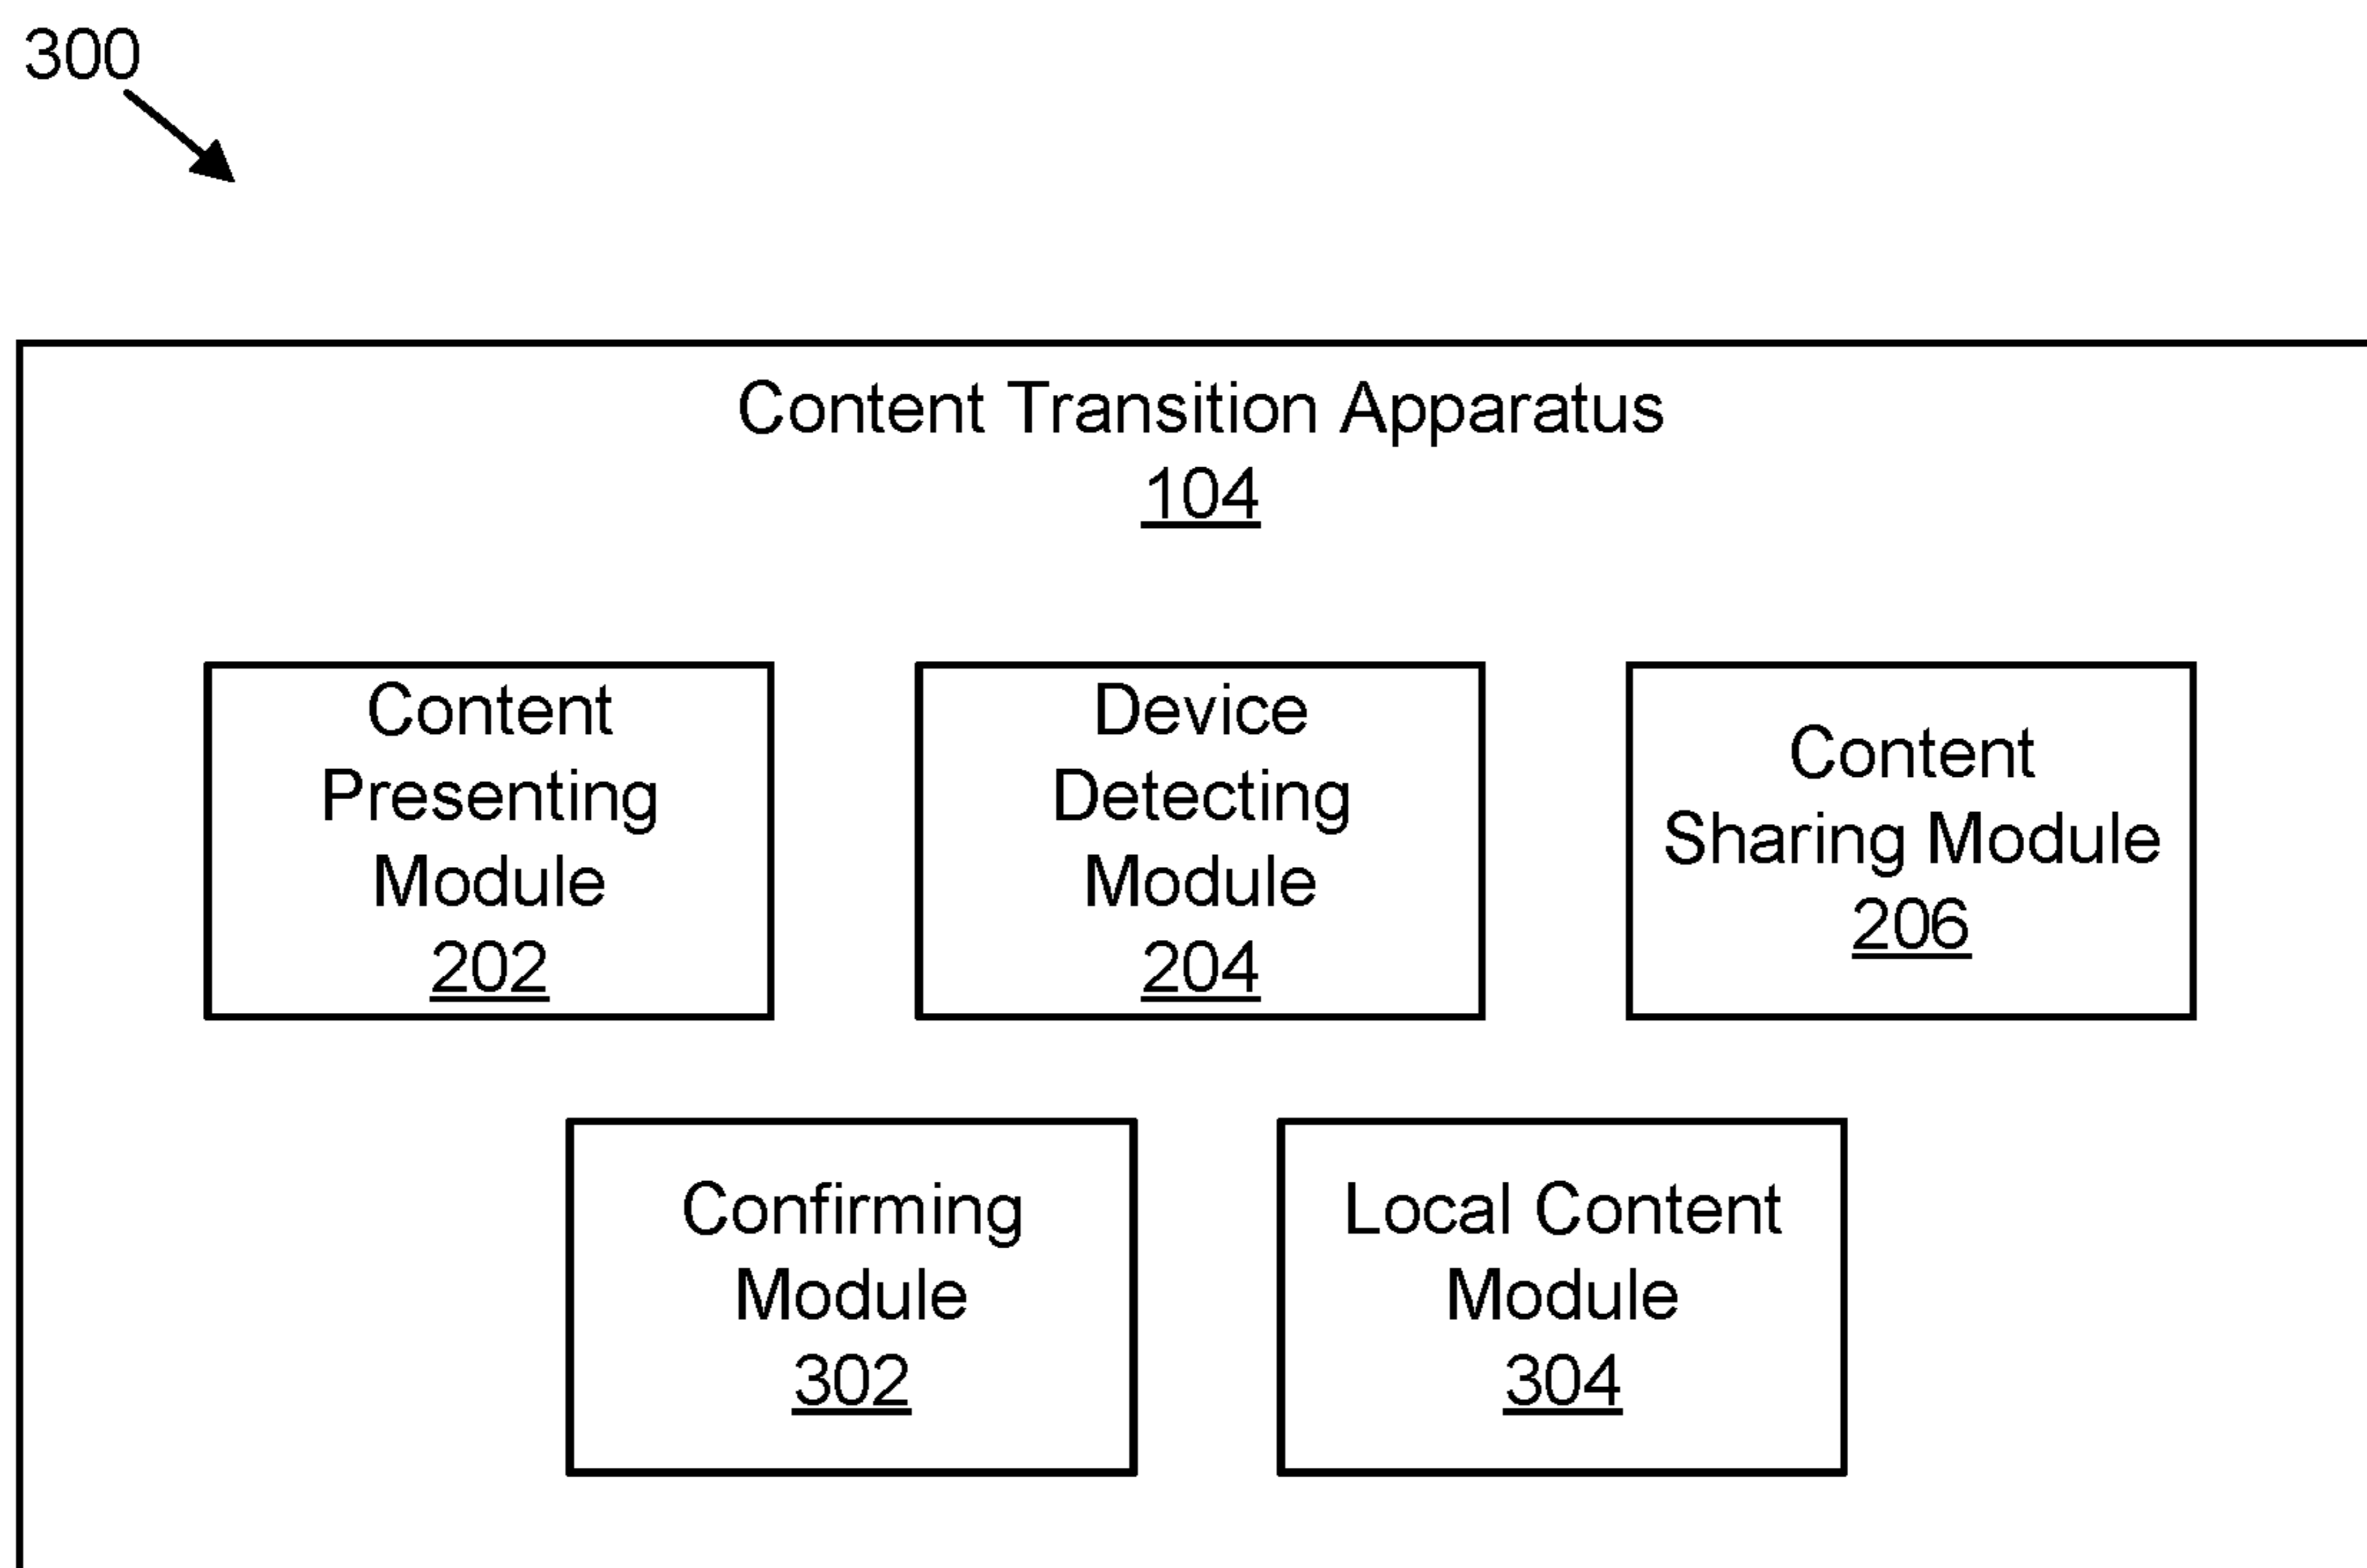 300
Content Transition Apparatus
104
Content
Presenting
Module
202
Device
Detecting
Module
204
Content
Sharing Module
206
Confirming
Module
302
Local Content
Module
304